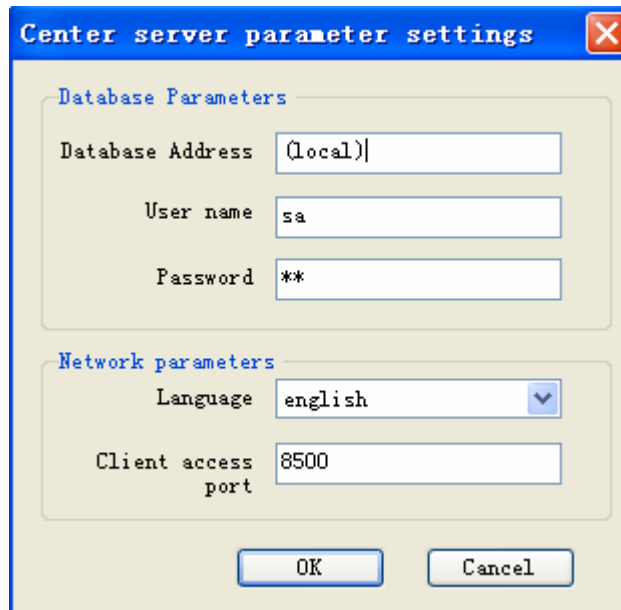 Center server parameter settings
Database Parameters
Database Address (local)
User name sa
Password **
Network parameters
Language english
Client access port 8500
OK Cancel